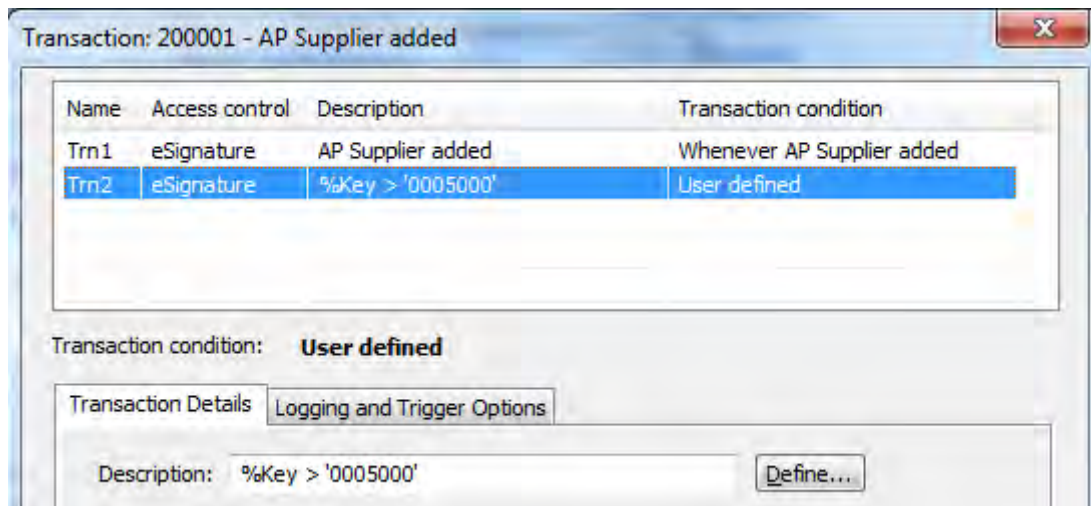 Transaction: 200001 - AP Supplier added
Name Access control Description Transaction condition
Trn1 eSignature AP Supplier added Whenever AP Supplier added
Trn2 eSignature %Key > '0005000' User defined
Transaction condition: User defined
Transaction Details Logging and Trigger Options
Description: %Key > '0005000' Define...